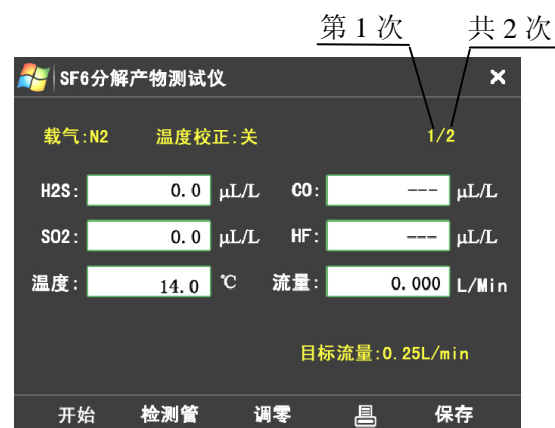 第1次 共2次
SF6分解产物测试仪 ×
载气:N2 温度校正:关 1/2
H2S: 0.0 μL/L CO: --- μL/L
SO2: 0.0 μL/L HF: --- μL/L
温度: 14.0 ℃ 流量: 0.000 L/Min
目标流量:0.25L/min
开始 检测管 调零 保存